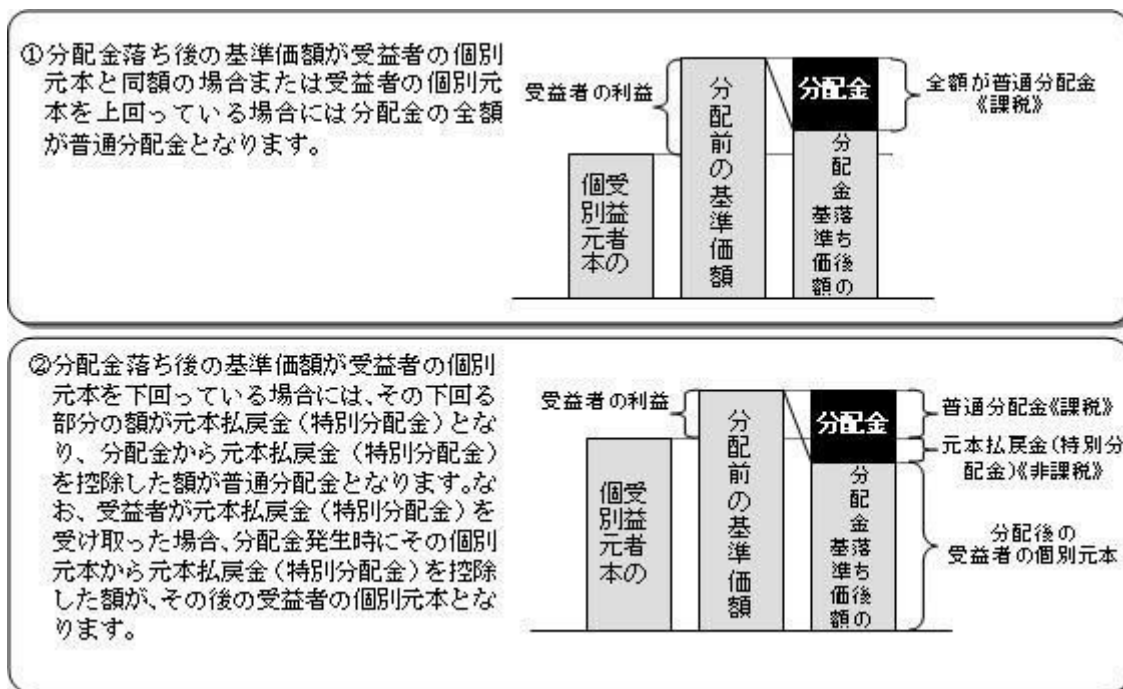 ①分配金落ち後の基準価額が受益者の個別
元本と同額の場合または受益者の個別元
本を上回っている場合には分配金の全額
が普通分配金となります。
受益者の利益
受益者の
個別元本
分配前の基準価額
分配金
分配金落ち後の
基準価額
全額が普通分配金
《課税》
②分配金落ち後の基準価額が受益者の個別
元本を下回っている場合には、その下回る
部分の額が元本払戻金(特別分配金)とな
り、分配金から元本払戻金(特別分配金)
を控除した額が普通分配金となります。な
お、受益者が元本払戻金(特別分配金)を
受け取った場合、分配金発生時にその個別
元本から元本払戻金(特別分配金)を控除
した額が、その後の受益者の個別元本とな
ります。
受益者の利益
受益者の
個別元本
分配前の基準価額
分配金
分配金落ち後の
基準価額
普通分配金《課税》
元本払戻金(特別分
配金)《非課税》
分配後の
受益者の個別元本